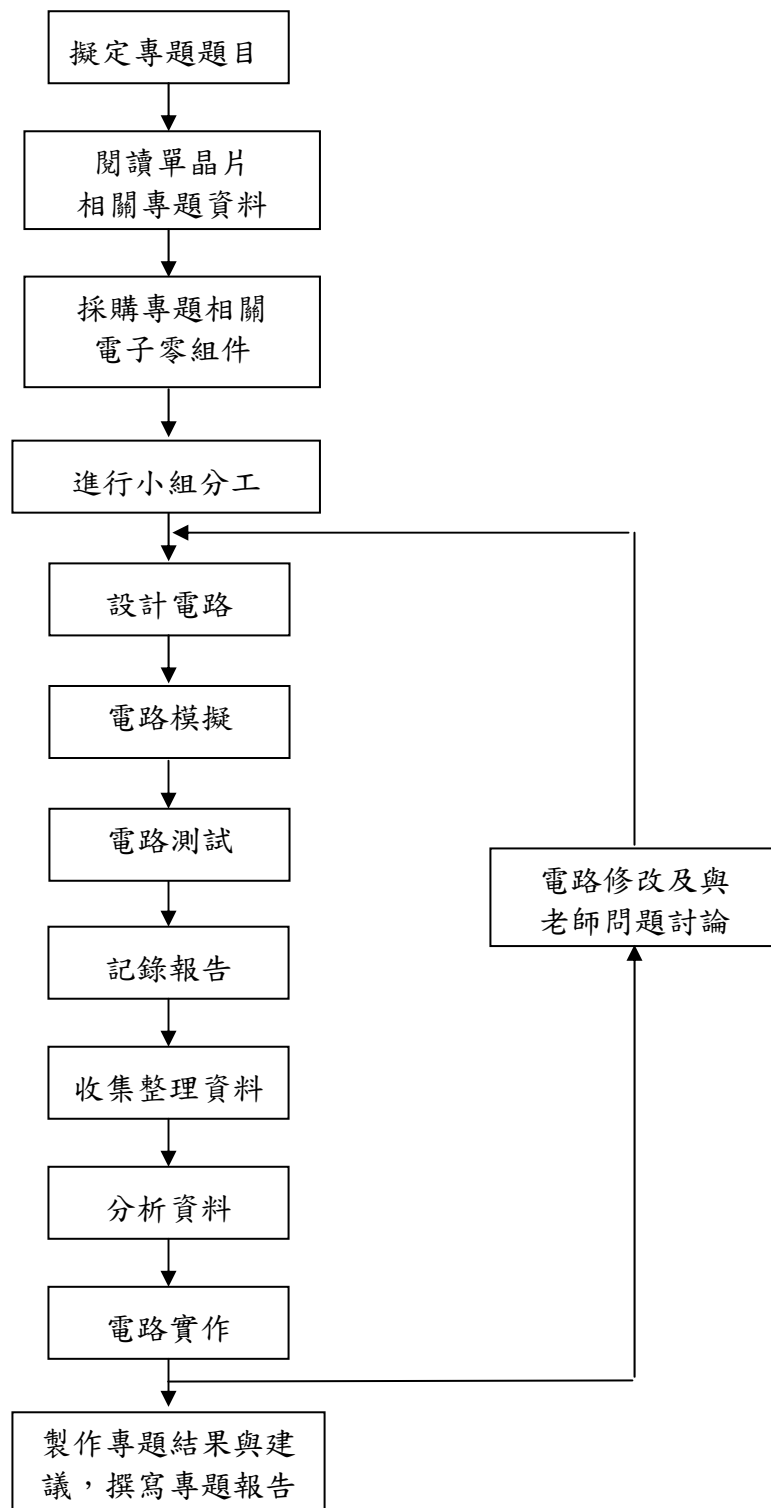 擬定專題題目
閱讀單晶片
相關專題資料
採購專題相關
電子零組件
進行小組分工
設計電路
電路模擬
電路測試
記錄報告
收集整理資料
分析資料
電路實作
電路修改及與
老師問題討論
製作專題結果與建
議，撰寫專題報告